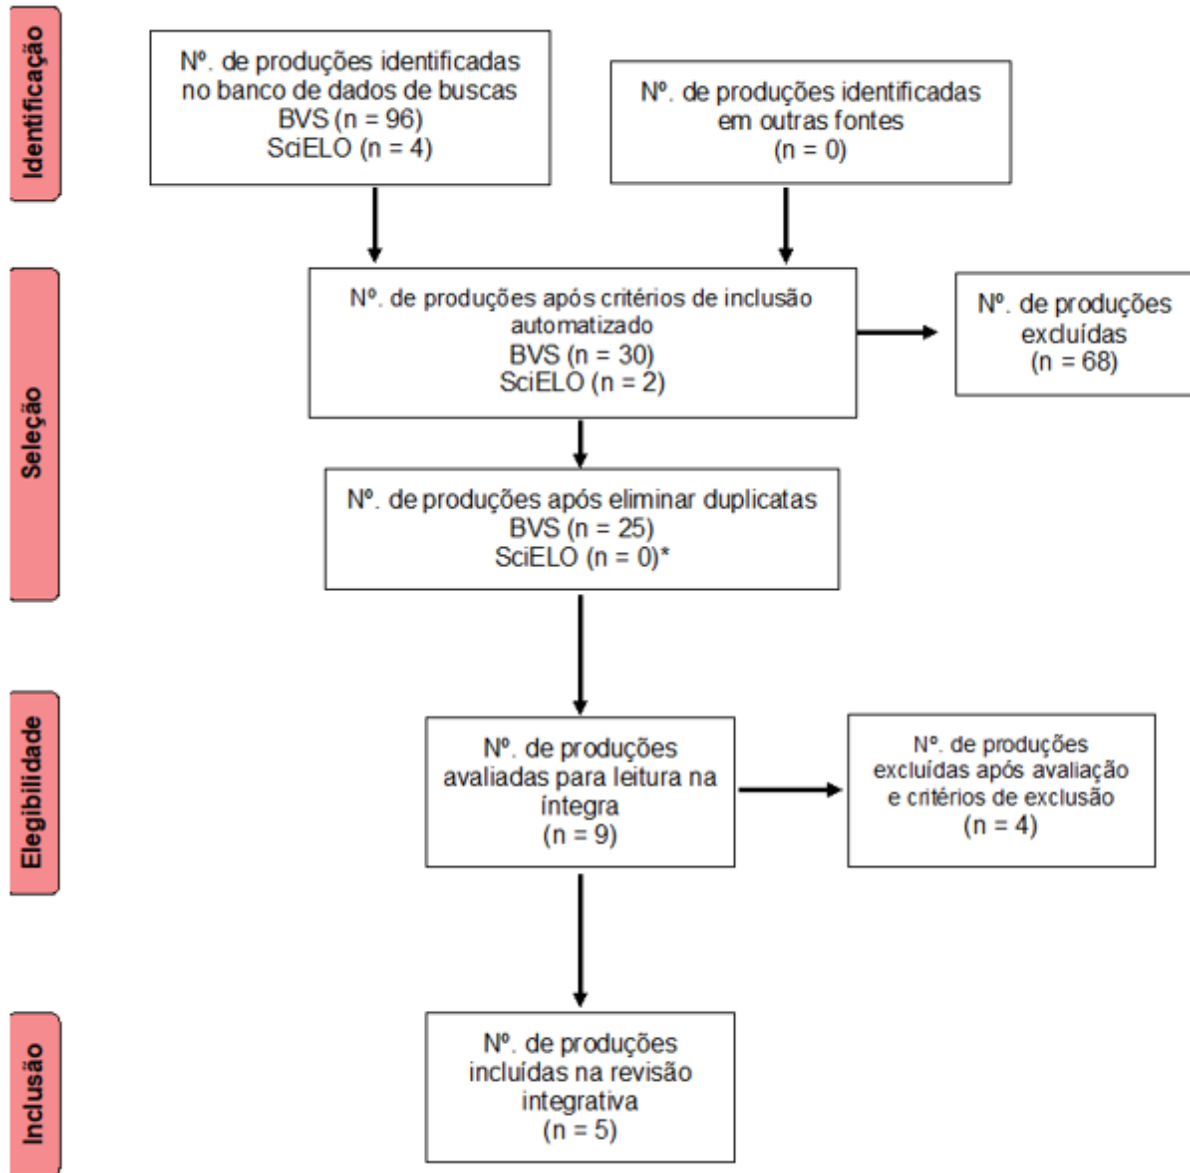 Identificação
Nº. de produções identificadas
no banco de dados de buscas
BVS (n = 96)
SciELO (n = 4)
Nº. de produções identificadas
em outras fontes
(n = 0)
Seleção
Nº. de produções após critérios de inclusão
automatizado
BVS (n = 30)
SciELO (n = 2)
Nº. de produções
excluídas
(n = 68)
Nº. de produções após eliminar duplicatas
BVS (n = 25)
SciELO (n = 0)*
Elegibilidade
Nº. de produções
avaliadas para leitura na
íntegra
(n = 9)
Nº. de produções
excluídas após avaliação
e critérios de exclusão
(n = 4)
Inclusão
Nº. de produções
incluídas na revisão
integrativa
(n = 5)